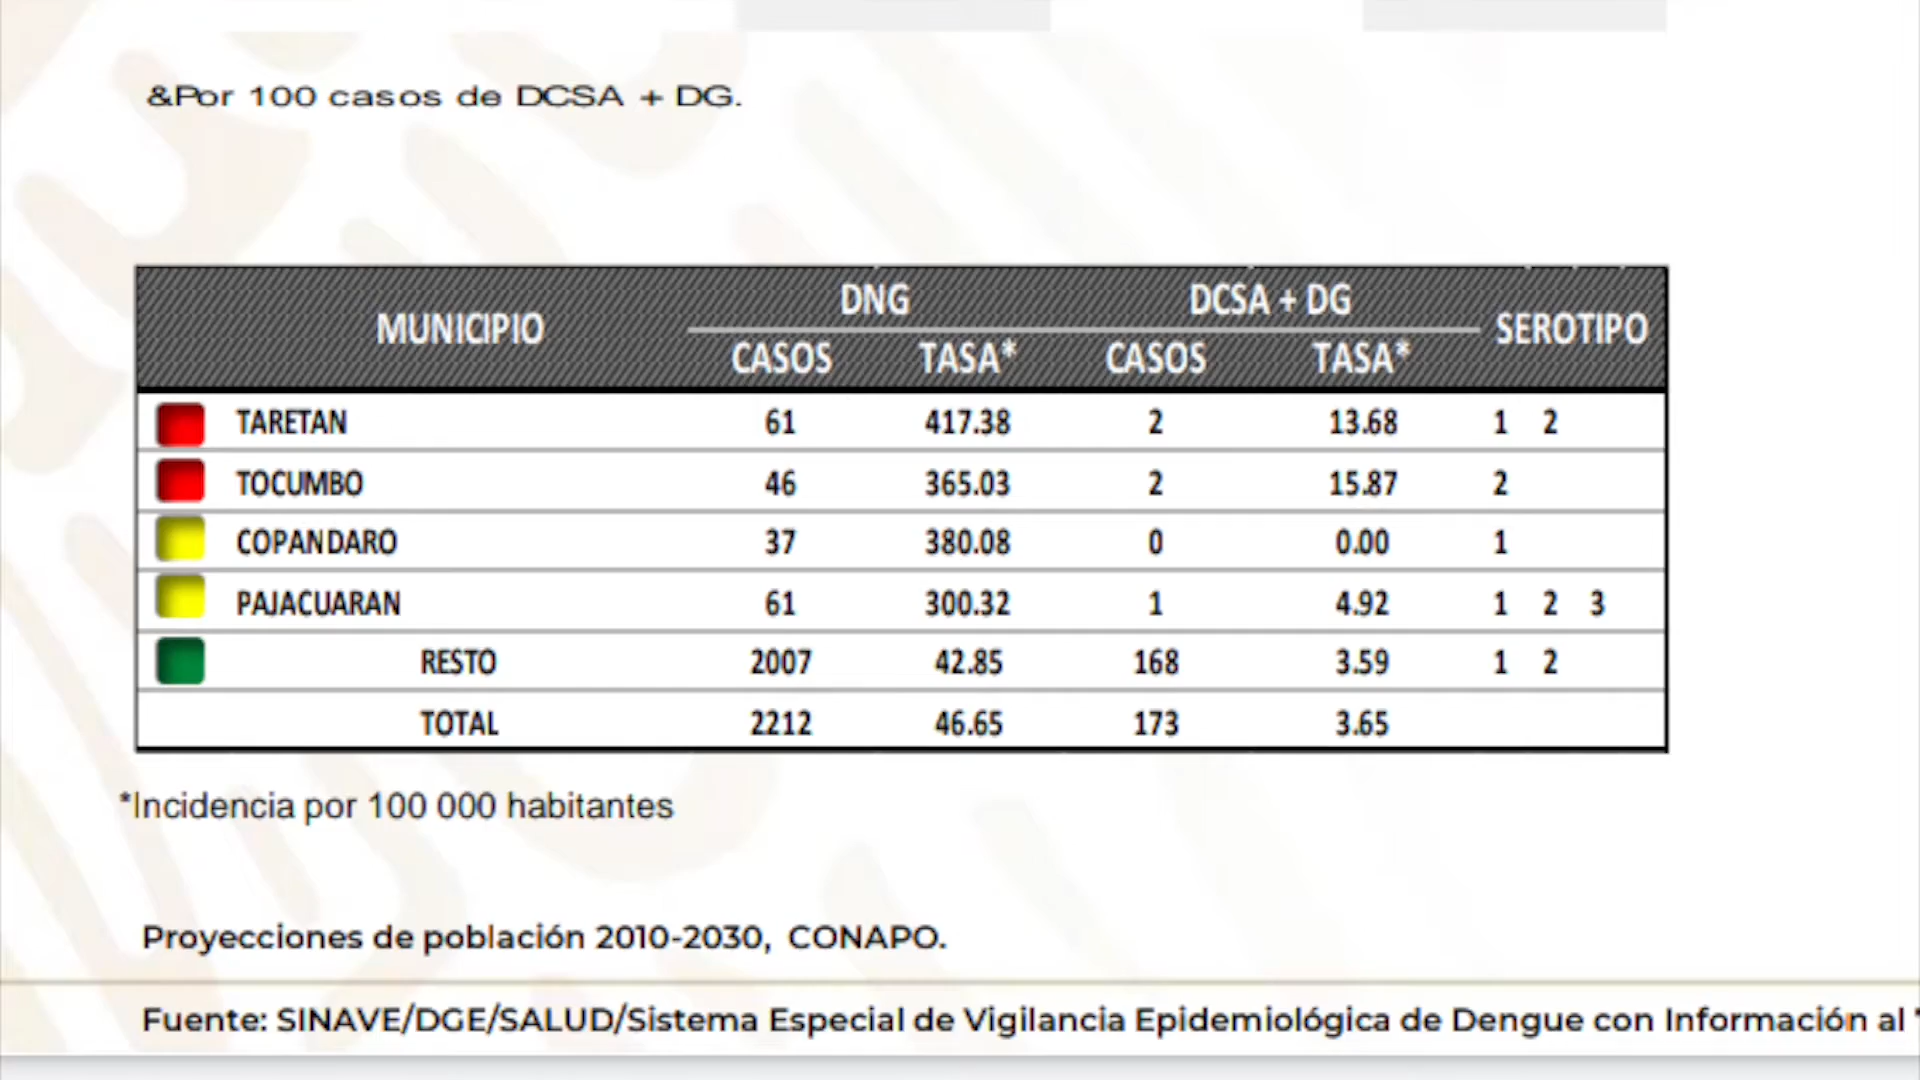 &Por 100 casos de DCSA + DG.
MUNICIPIO DNG DCSA + DG SEROTIPO
CASOS TASA* CASOS TASA*
TARETAN 61 417.38 2 13.68 1 2
TOCUMBO 46 365.03 2 15.87 2
COPANDARO 37 380.08 0 0.00 1
PAJACUARAN 61 300.32 1 4.92 1 2 3
RESTO 2007 42.85 168 3.59 1 2
TOTAL 2212 46.65 173 3.65
*Incidencia por 100 000 habitantes
Proyecciones de población 2010-2030, CONAPO.
Fuente: SINAVE/DGE/SALUD/Sistema Especial de Vigilancia Epidemiológica de Dengue con Información al